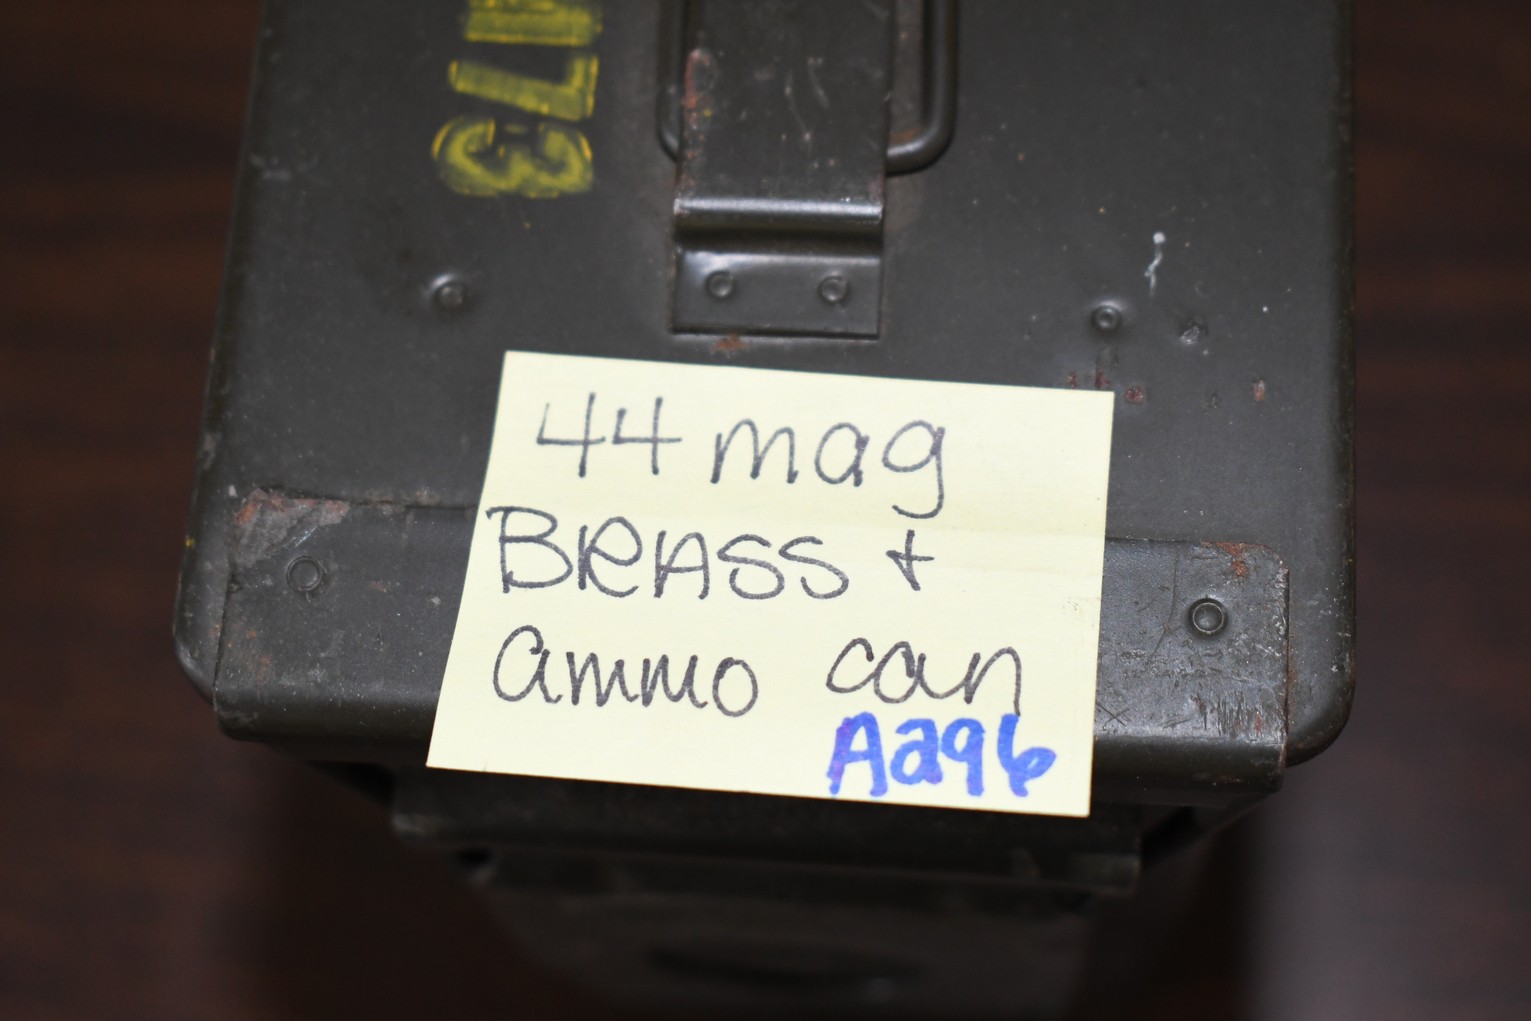 44 mag
BRASS +
ammo can
Aa96